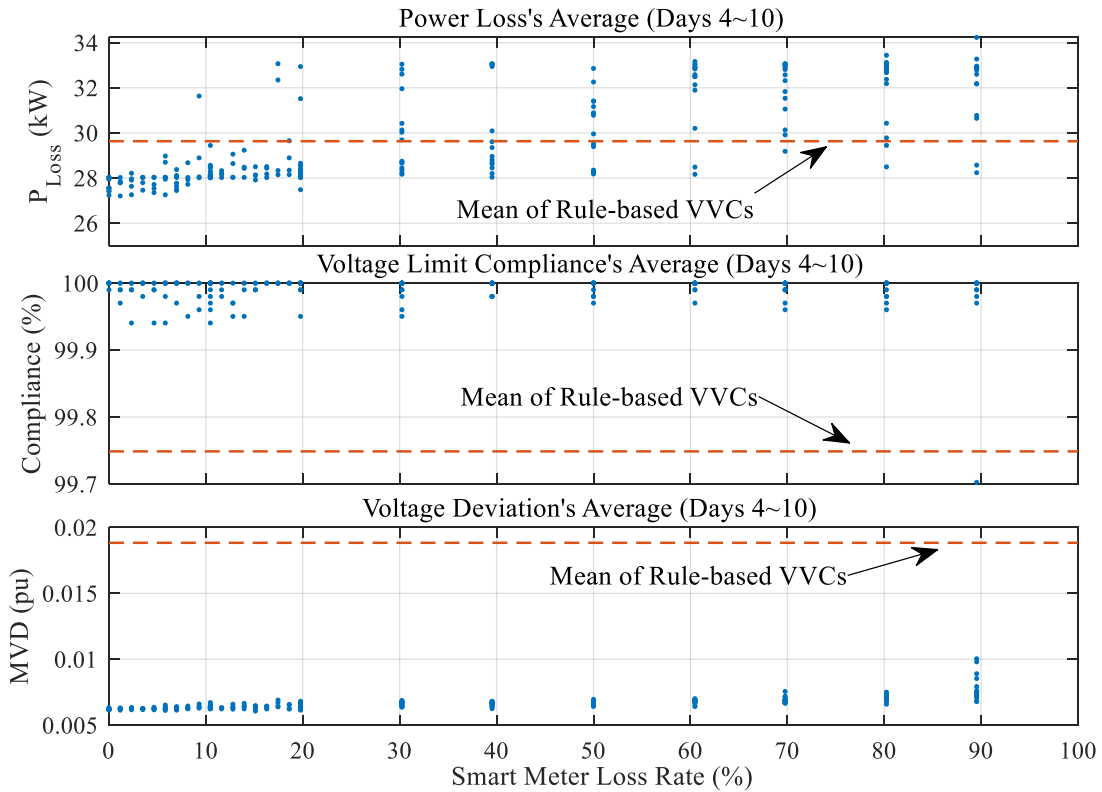 Power Loss's Average (Days 4~10)
34
32
30
28
26
P_Loss (kW)
Mean of Rule-based VVCs
Voltage Limit Compliance's Average (Days 4~10)
100
99.9
99.8
99.7
Compliance (%)
Mean of Rule-based VVCs
Voltage Deviation's Average (Days 4~10)
0.02
0.015
0.01
0.005
MVD (pu)
Mean of Rule-based VVCs
0 10 20 30 40 50 60 70 80 90 100
Smart Meter Loss Rate (%)